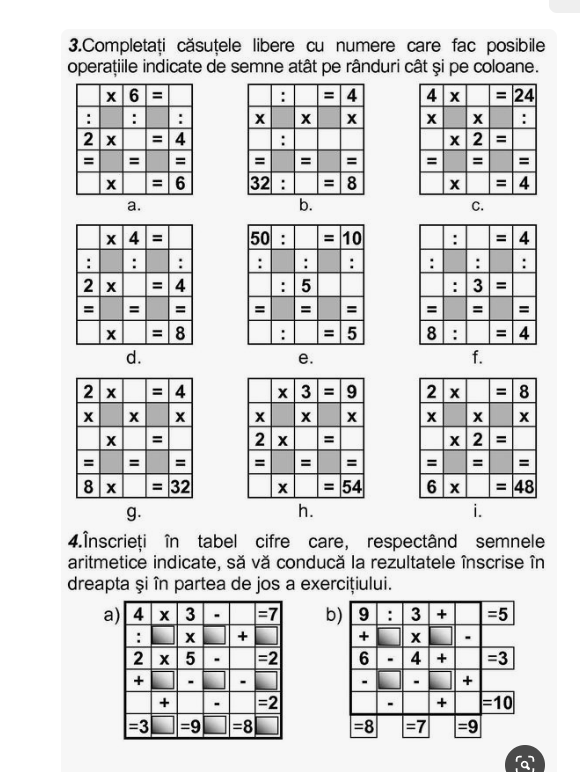 3.Completați căsuțele libere cu numere care fac posibile
operațiile indicate de semne atât pe rânduri cât și pe coloane.
x 6 =
: : :
2 x = 4
= = =
x = 6
a.
: = 4
x x x
:
= = =
32 : = 8
b.
4 x = 24
x x :
x 2 =
= = =
x = 4
c.
x 4 =
: : :
2 x = 4
= = =
x = 8
d.
50 : = 10
: : :
: 5
= = =
: = 5
e.
: = 4
: : :
: 3 =
= = =
8 : = 4
f.
2 x = 4
x x x
x =
= = =
8 x = 32
g.
x 3 = 9
x x x
2 x =
= = =
x = 54
h.
2 x = 8
x x x
x 2 =
= = =
6 x = 48
i.
4.Înscrieți în tabel cifre care, respectând semnele
aritmetice indicate, să vă conducă la rezultatele înscrise în
dreapta și în partea de jos a exercițiului.
a) 4 x 3 - =7
: x +
2 x 5 - =2
+ - -
+ - =2
=3 =9 =8
b) 9 : 3 + =5
+ x -
6 - 4 + =3
- - +
- + =10
=8 =7 =9